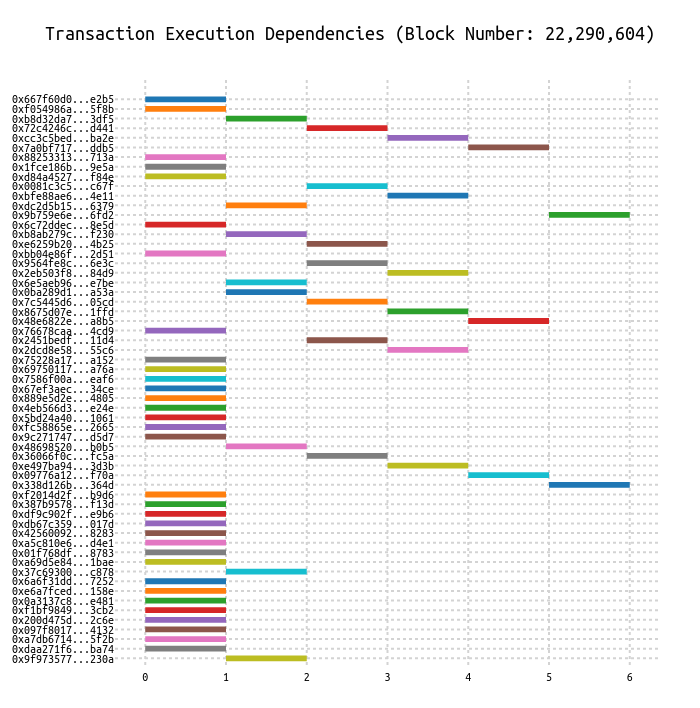 Transaction Execution Dependencies (Block Number: 22,290,604)
0x667f60d0...e2b5
0xf054986a...5f8b
0xb8d32da7...3df5
0x72c4246c...d441
0xcc3c5bed...ba2e
0x7a0bf717...ddb5
0x88253313...713a
0x1fce186b...9e5a
0xd84a4527...f84e
0x0081c3c5...c67f
0xbfe88ae6...4e11
0xdc2d5b15...6379
0x9b759e6e...6fd2
0x6c72ddec...8e5d
0xb8ab279c...f230
0xe6259b20...4b25
0xbb04e86f...2d51
0x9564fe8c...6e3c
0x2eb503f8...84d9
0x6e5aeb96...e7be
0x0ba289d1...a53a
0x7c5445d6...05cd
0x8675d07e...1ffd
0x48e6822e...a8b5
0x76678caa...4cd9
0x2451bedf...11d4
0x2dcd8e58...55c6
0x75228a17...a152
0x69750117...a76a
0x7586f00a...eaf6
0x67ef3aec...34ce
0x889e5d2e...4805
0x4eb566d3...e24e
0x5bd24a40...1061
0xfc58865e...2665
0x9c271747...d5d7
0x48698520...b0b5
0x36066f0c...fc5a
0xe497ba94...3d3b
0x09776a12...f70a
0x338d126b...364d
0xf2014d2f...b9d6
0x387b9578...f13d
0xdf9c902f...e9b6
0xdb67c359...017d
0x42560092...8283
0xa5c810e6...d4e1
0x01f768df...8783
0xa69d5e84...1bae
0x37c69300...c878
0x6a6f31dd...7252
0xe6a7fced...158e
0x0a3137c8...e481
0xf1bf9849...3cb2
0x200d475d...2c6e
0x097f8017...4132
0xa7db6714...5f2b
0xdaa271f6...ba74
0x9f973577...230a
0 1 2 3 4 5 6